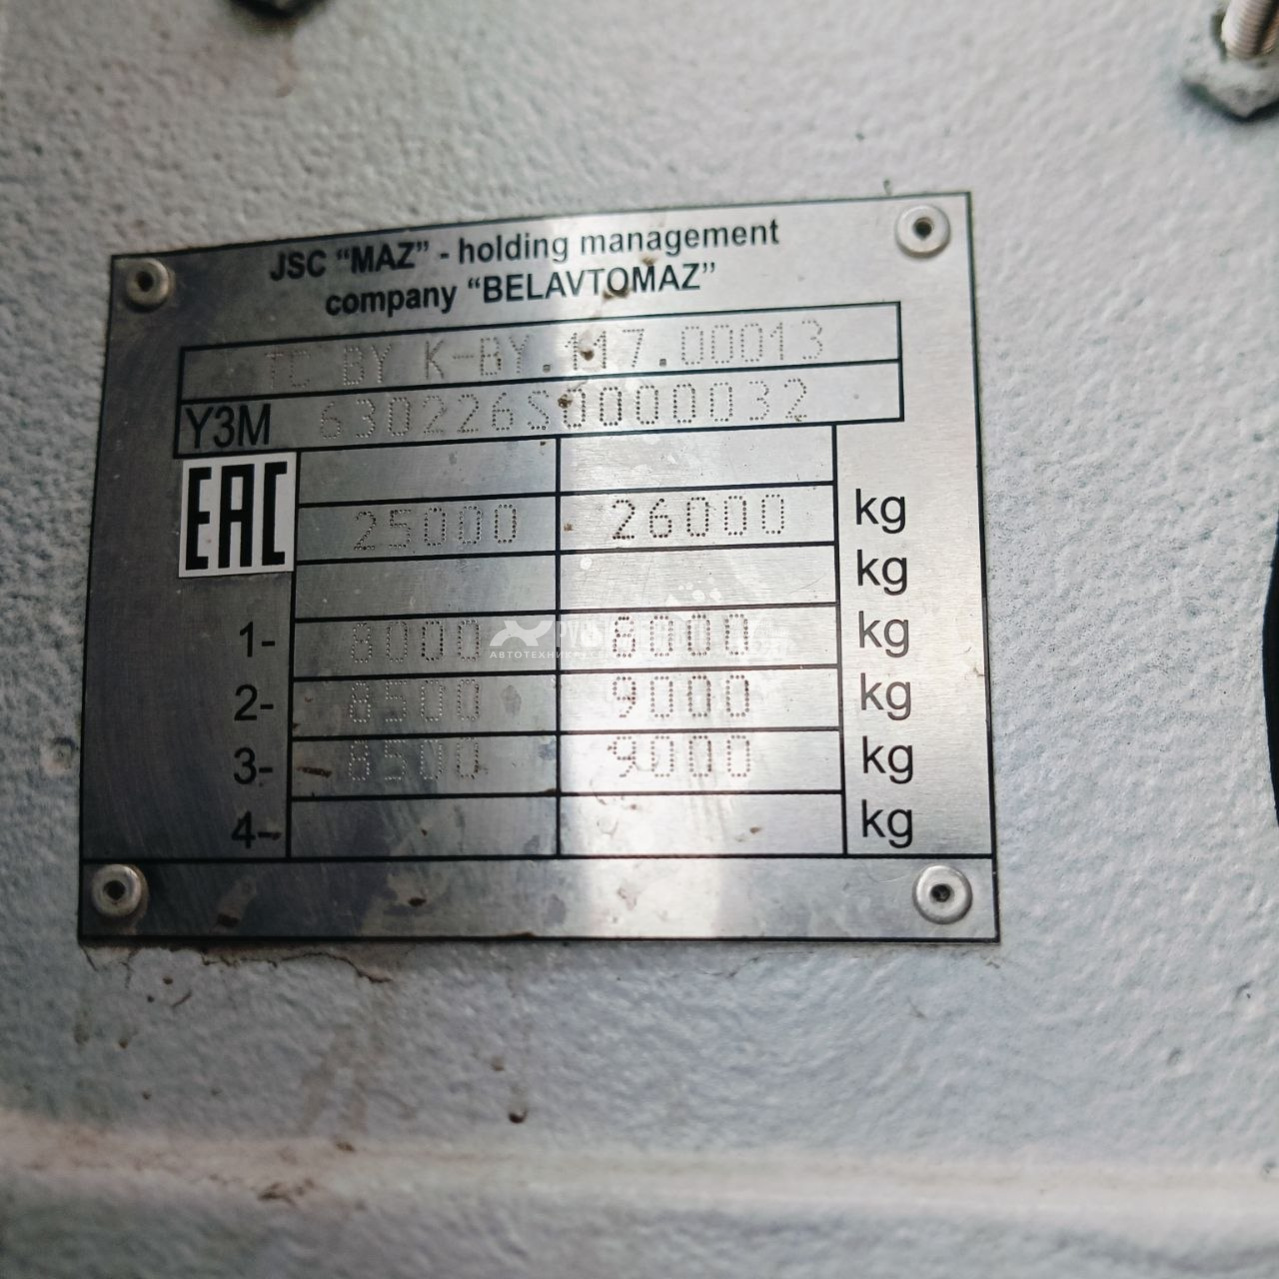 JSC "MAZ" - holding management
company "BELAVTOMAZ"
TC BY K-BY.117.00013
Y3M 630226S0000032
EAC
25000 26000 kg
kg
1- 8000 8000 kg
2- 8500 9000 kg
3- 8500 9000 kg
4- kg